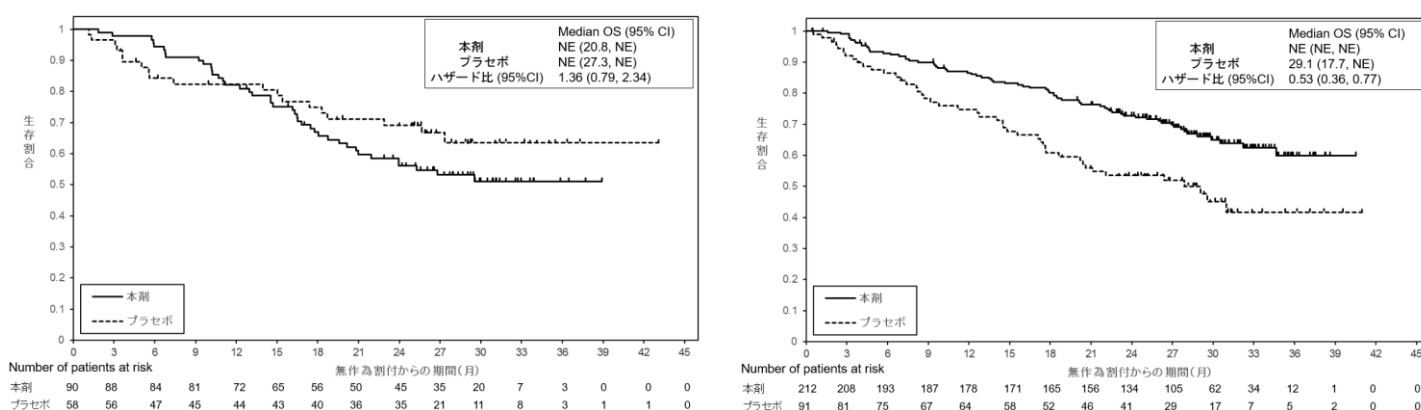 Median OS (95% CI)
本剤 NE (20.8, NE)
プラセボ NE (27.3, NE)
ハザード比 (95%CI) 1.36 (0.79, 2.34)
1
0.9
0.8
0.7
0.6
0.5
0.4
0.3
0.2
0.1
0
生存割合
本剤
プラセボ
0 3 6 9 12 15 18 21 24 27 30 33 36 39 42 45
無作為割付からの期間(月)
Number of patients at risk
本剤 90 88 84 81 72 65 56 50 45 35 20 7 3 0 0 0
プラセボ 58 56 47 45 44 43 40 36 35 21 11 8 3 1 1 0
Median OS (95% CI)
本剤 NE (NE, NE)
プラセボ 29.1 (17.7, NE)
ハザード比 (95%CI) 0.53 (0.36, 0.77)
1
0.9
0.8
0.7
0.6
0.5
0.4
0.3
0.2
0.1
0
生存割合
本剤
プラセボ
0 3 6 9 12 15 18 21 24 27 30 33 36 39 42 45
無作為割付からの期間(月)
Number of patients at risk
本剤 212 208 193 187 178 171 165 156 134 105 62 34 12 1 0 0
プラセボ 91 81 75 67 64 58 52 46 41 29 17 7 5 2 0 0